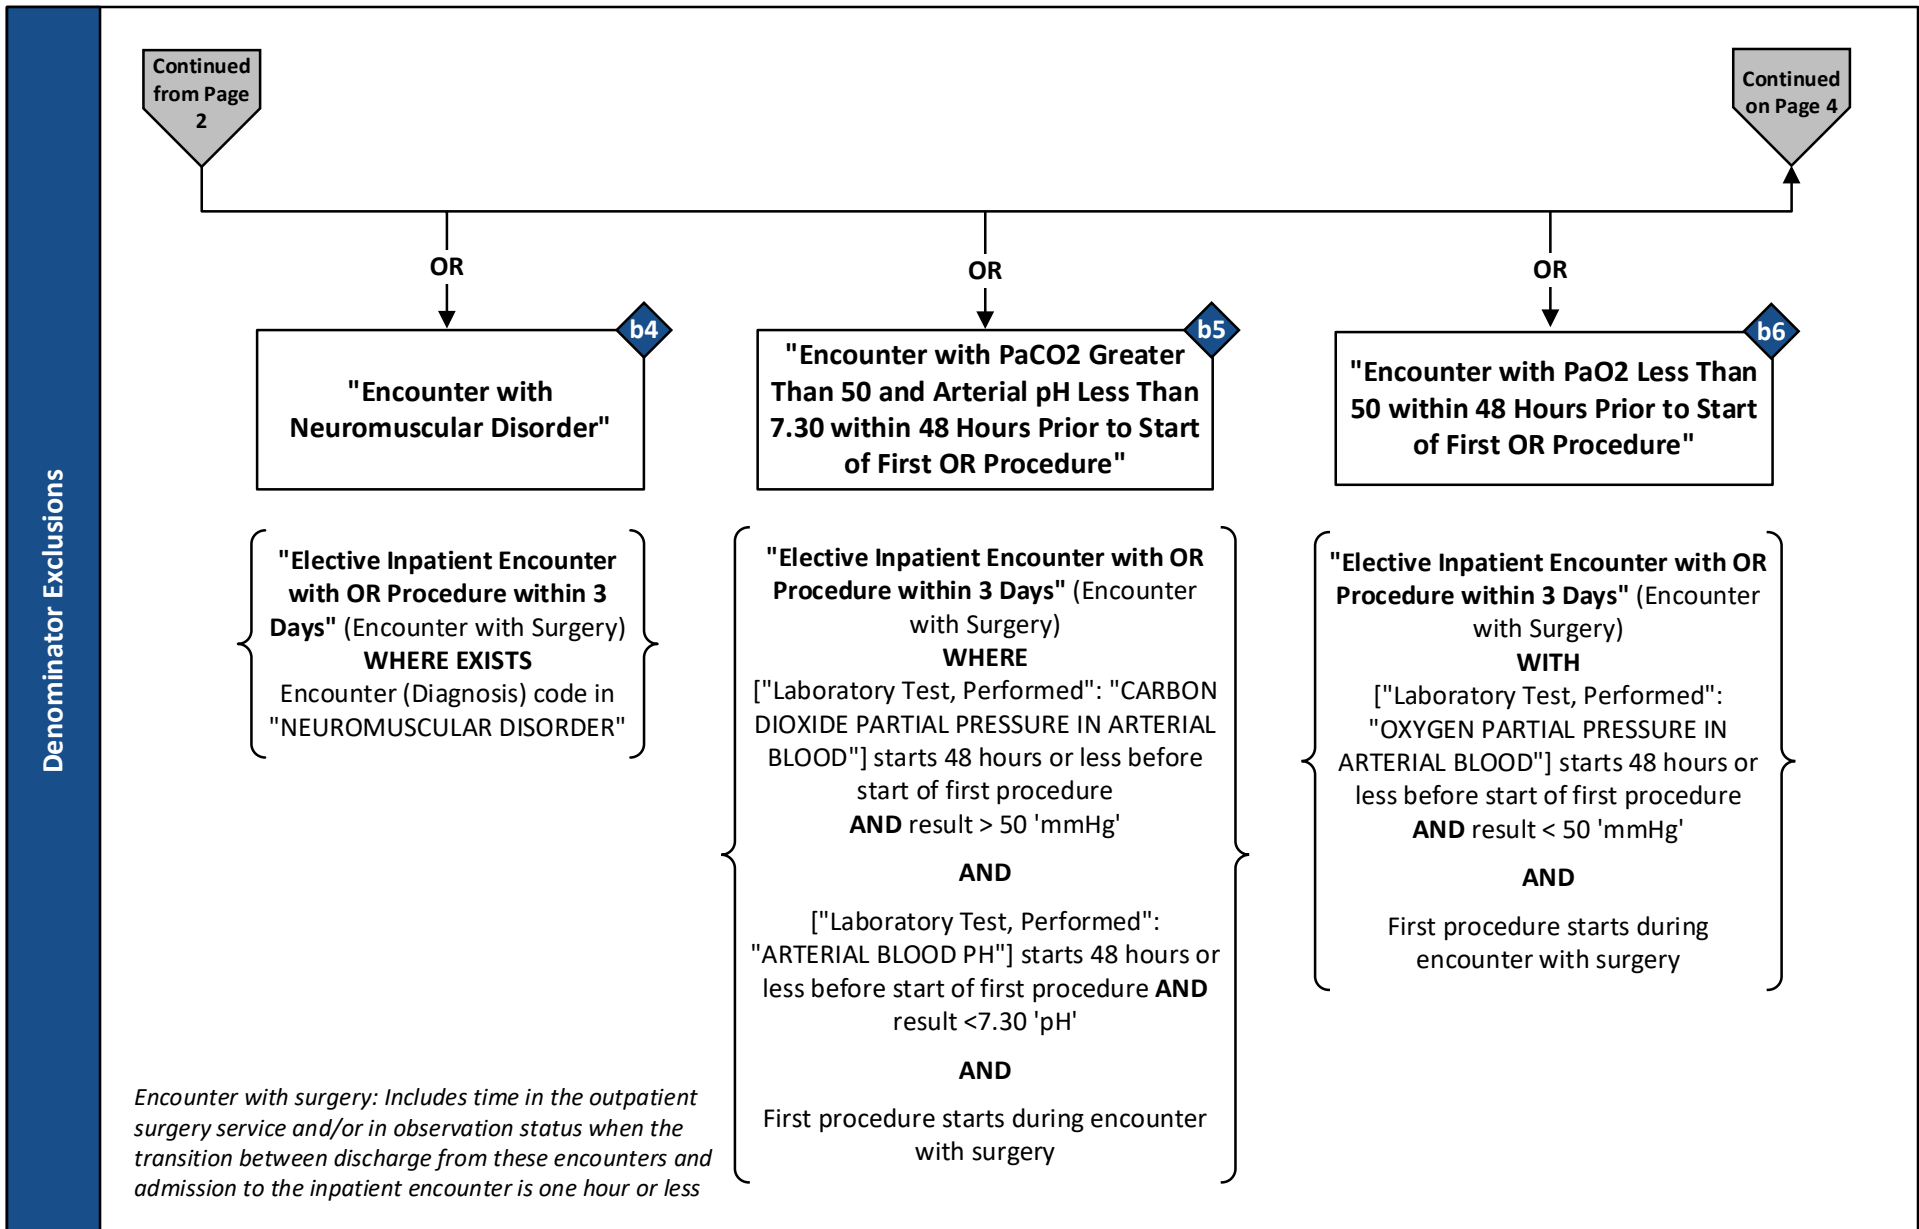 Denominator Exclusions
Continued
from Page
2
Continued
on Page 4
OR
OR
OR
b4
"Encounter with
Neuromuscular Disorder"
b5
"Encounter with PaCO2 Greater
Than 50 and Arterial pH Less Than
7.30 within 48 Hours Prior to Start
of First OR Procedure"
b6
"Encounter with PaO2 Less Than
50 within 48 Hours Prior to Start
of First OR Procedure"
"Elective Inpatient Encounter
with OR Procedure within 3
Days" (Encounter with Surgery)
WHERE EXISTS
Encounter (Diagnosis) code in
"NEUROMUSCULAR DISORDER"
"Elective Inpatient Encounter with OR
Procedure within 3 Days" (Encounter
with Surgery)
WHERE
["Laboratory Test, Performed": "CARBON
DIOXIDE PARTIAL PRESSURE IN ARTERIAL
BLOOD"] starts 48 hours or less before
start of first procedure
AND result > 50 'mmHg'
AND
["Laboratory Test, Performed":
"ARTERIAL BLOOD PH"] starts 48 hours or
less before start of first procedure AND
result <7.30 'pH'
AND
First procedure starts during encounter
with surgery
"Elective Inpatient Encounter with OR
Procedure within 3 Days" (Encounter
with Surgery)
WITH
["Laboratory Test, Performed":
"OXYGEN PARTIAL PRESSURE IN
ARTERIAL BLOOD"] starts 48 hours or
less before start of first procedure
AND result < 50 'mmHg'
AND
First procedure starts during
encounter with surgery
Encounter with surgery: Includes time in the outpatient
surgery service and/or in observation status when the
transition between discharge from these encounters and
admission to the inpatient encounter is one hour or less